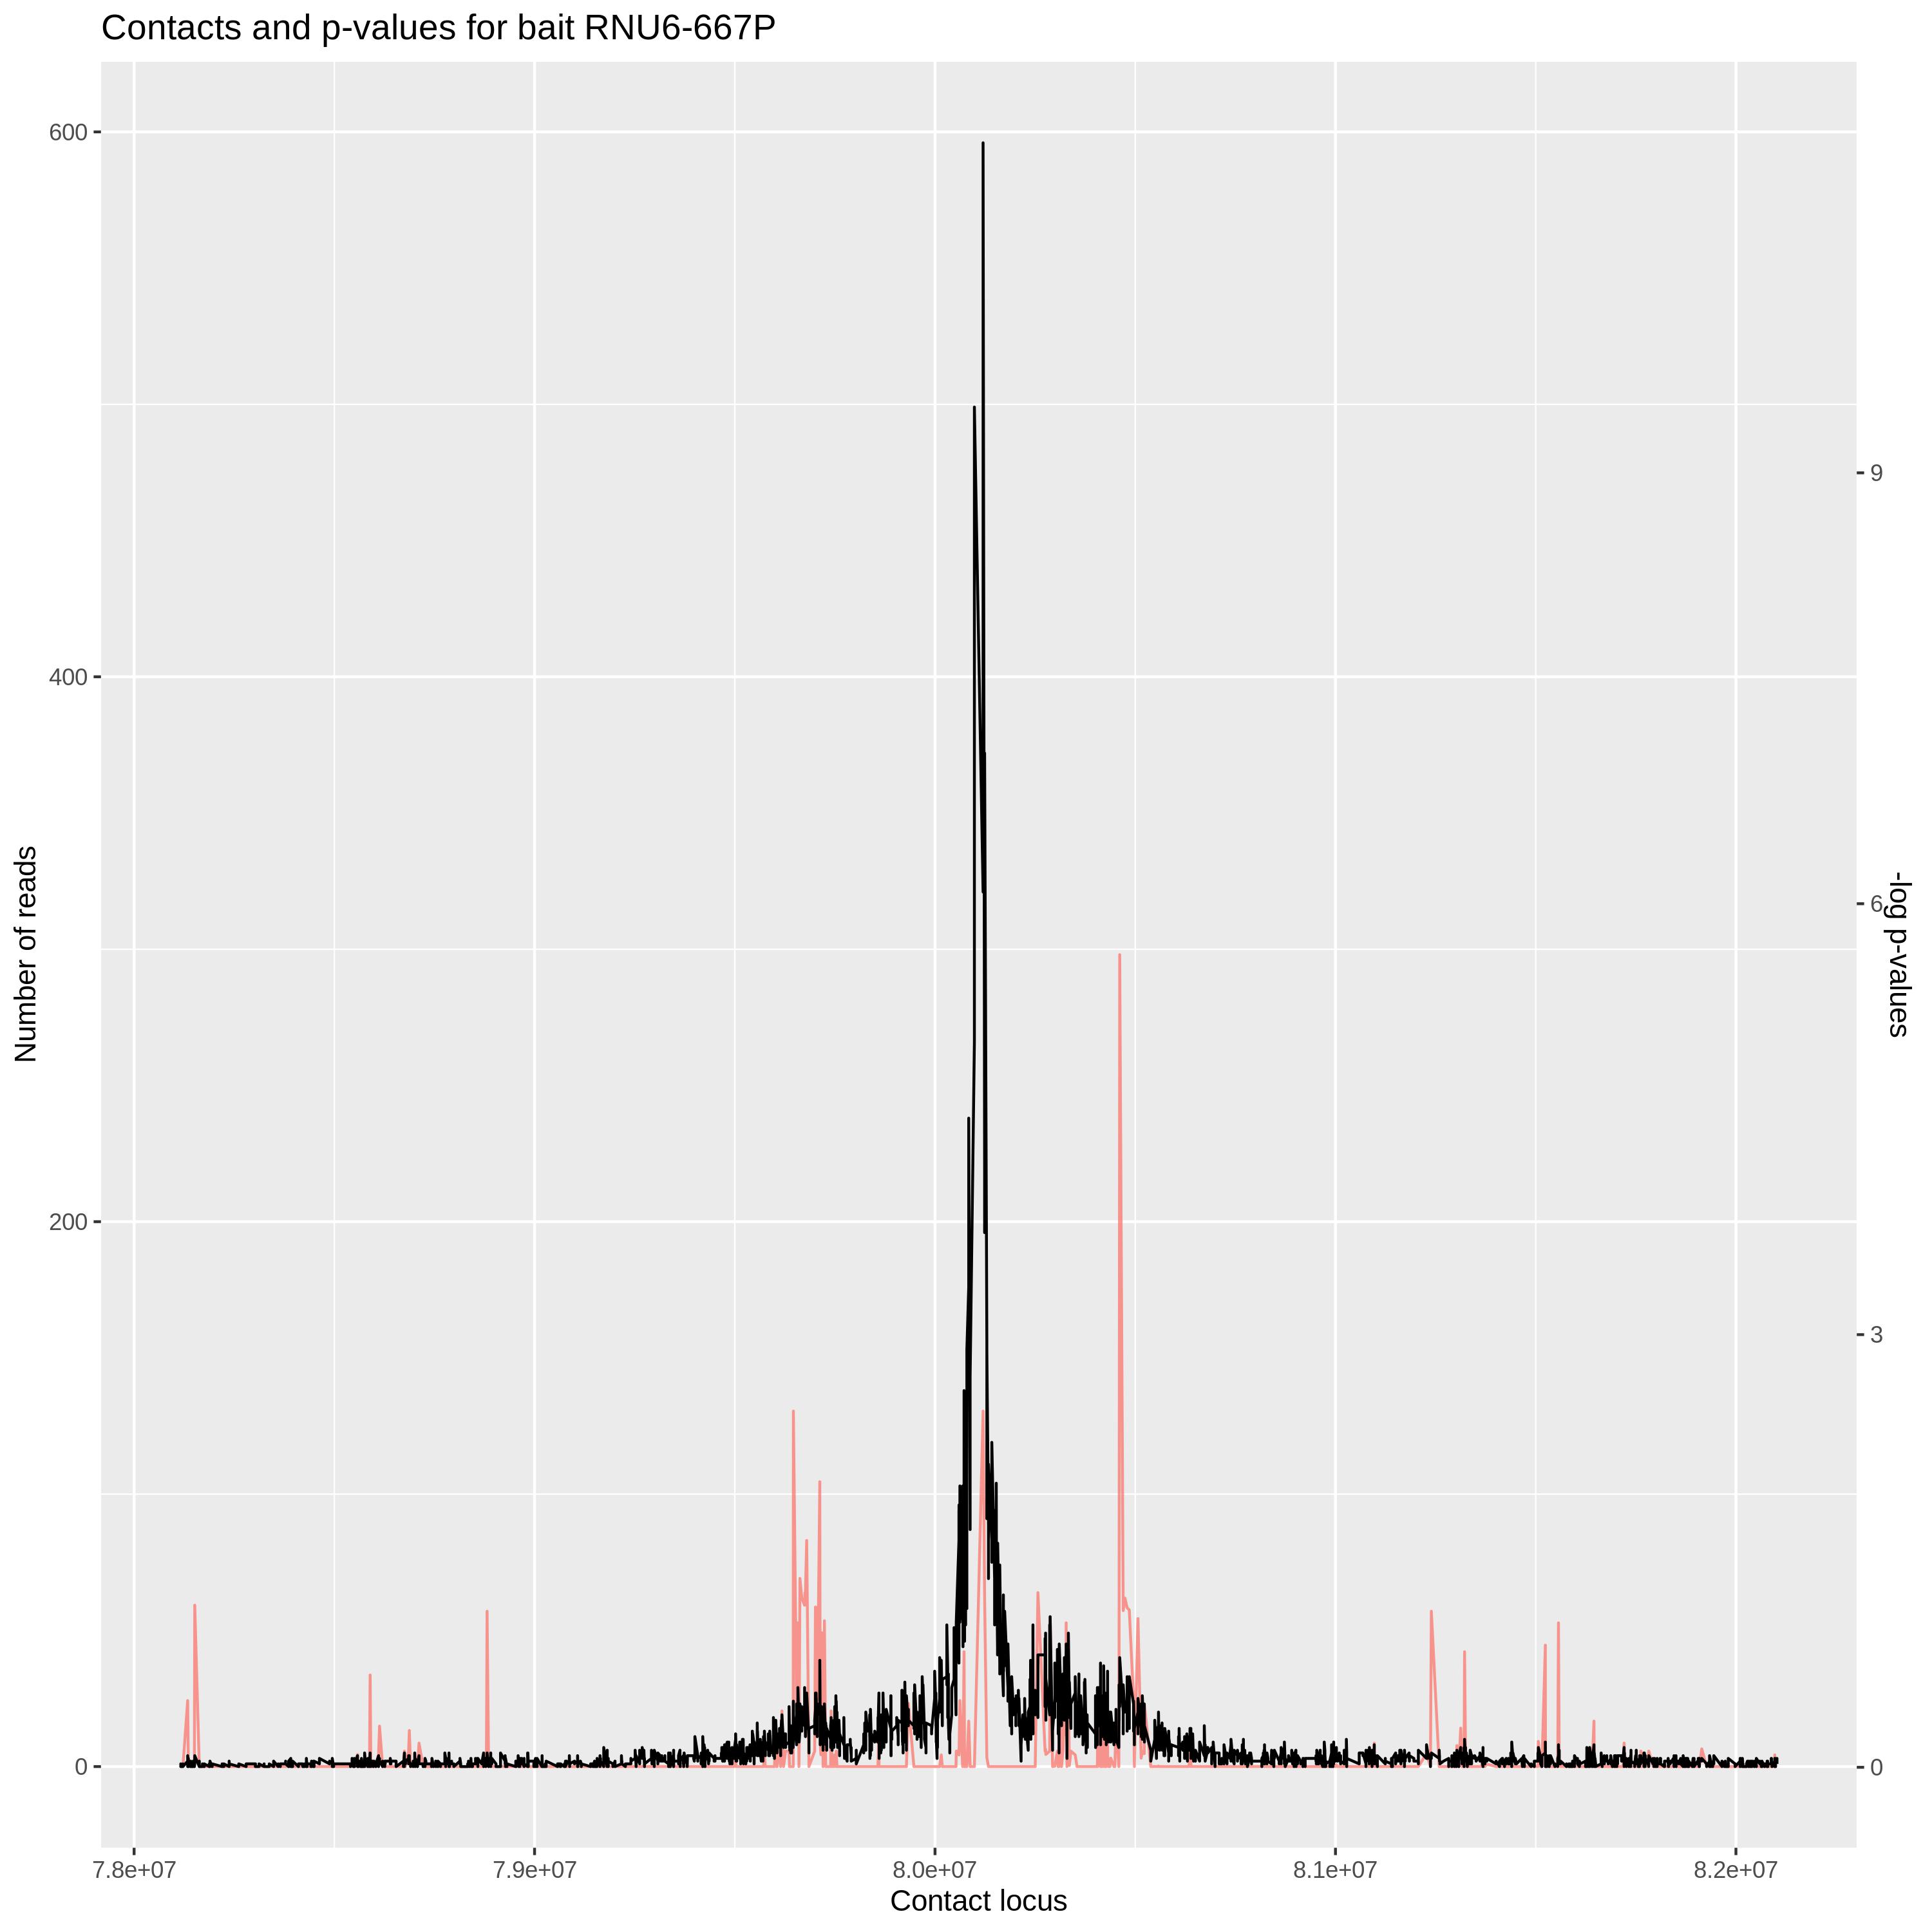 Contacts and p-values for bait RNU6-667P
600
400
200
0
Number of reads
9
6
3
0
-log p-values
7.8e+07
7.9e+07
8.0e+07
8.1e+07
8.2e+07
Contact locus